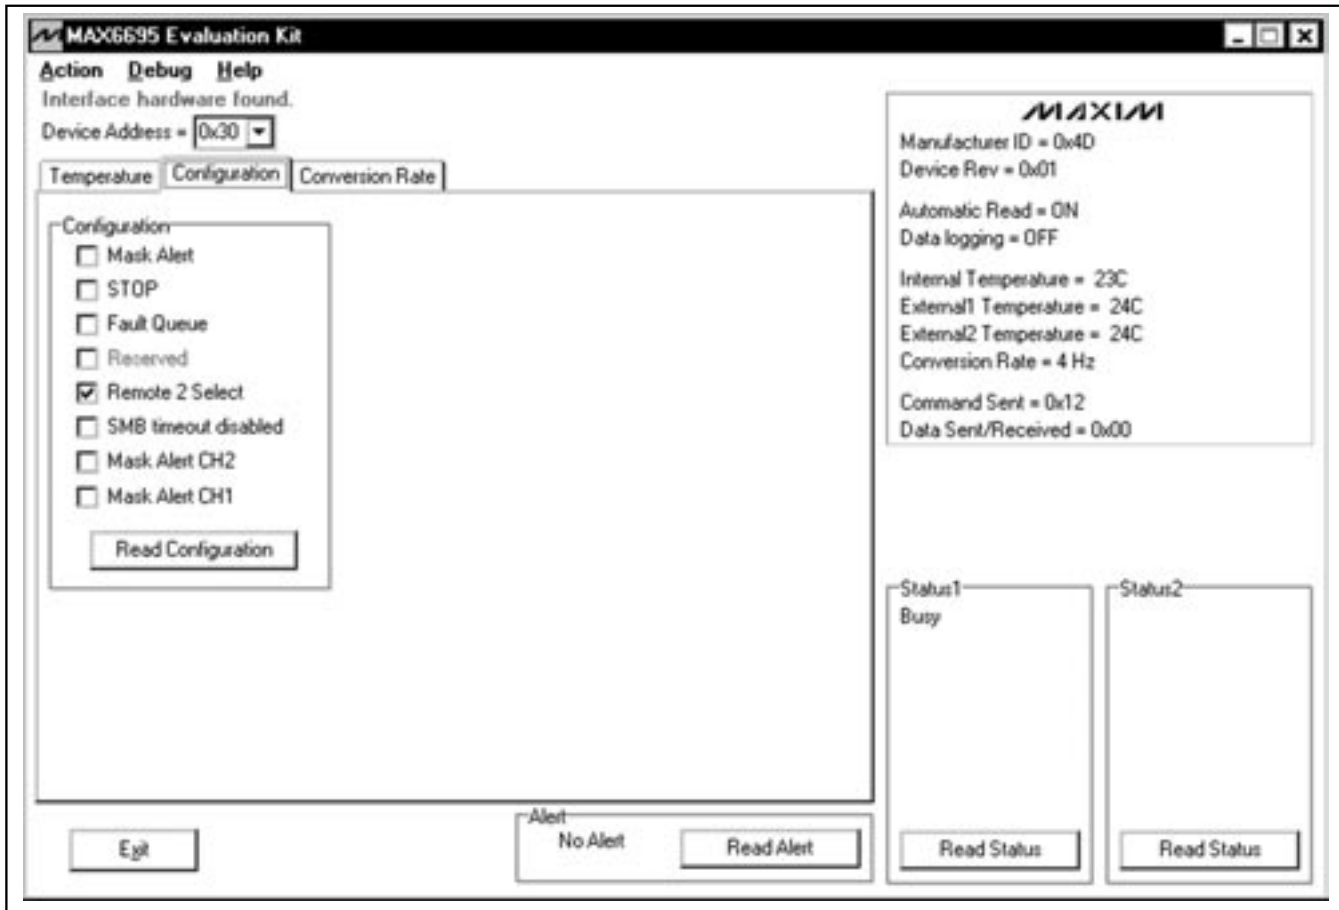 MAX6695 Evaluation Kit
Action Debug Help
Interface hardware found.
Device Address = 0x30
Temperature Configuration Conversion Rate
Configuration
Mask Alert
STOP
Fault Queue
Reserved
Remote 2 Select
SMB timeout disabled
Mask Alert CH2
Mask Alert CH1
Read Configuration
MAXIM
Manufacturer ID = 0x4D
Device Rev = 0x01
Automatic Read = ON
Data logging = OFF
Internal Temperature = 23C
External1 Temperature = 24C
External2 Temperature = 24C
Conversion Rate = 4 Hz
Command Sent = 0x12
Data Sent/Received = 0x00
Status1
Busy
Read Status
Status2
Read Status
Alert
No Alert
Read Alert
Exit